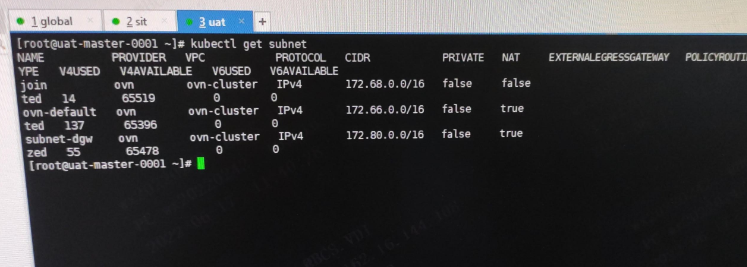 1 global
2 sit
3 uat
[root@uat-master-0001 ~]# kubectl get subnet
NAME PROVIDER VPC PROTOCOL CIDR PRIVATE NAT EXTERNALEGRESSGATEWAY POLICYROUTI
YPE V4USED V4AVAILABLE V6USED V6AVAILABLE
join ovn ovn-cluster IPv4 172.68.0.0/16 false false
ted 14 65519 0 0
ovn-default ovn ovn-cluster IPv4 172.66.0.0/16 false true
ted 137 65396 0 0
subnet-dgw ovn ovn-cluster IPv4 172.80.0.0/16 false true
zed 55 65478 0 0
[root@uat-master-0001 ~]#